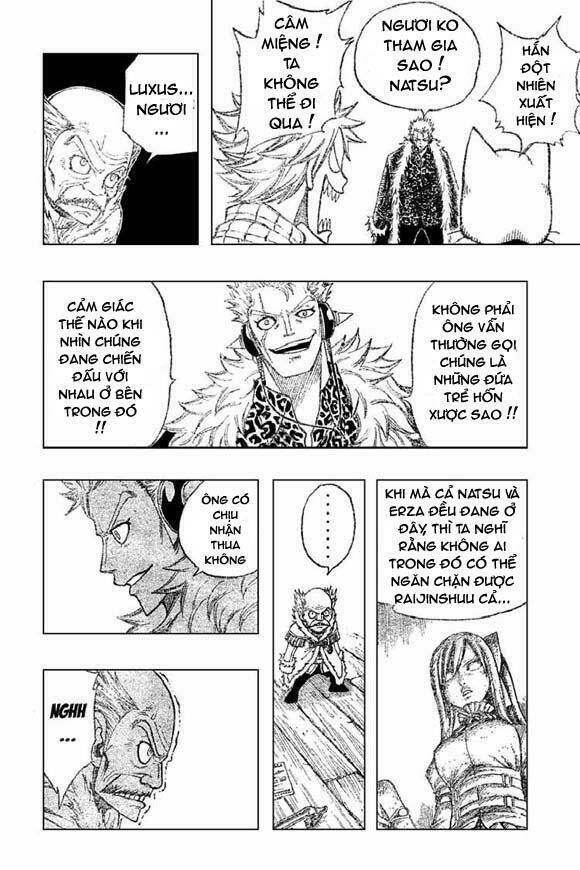 HẮN
ĐỘT
NHIÊN
XUẤT
HIỆN!
NGƯƠI KO
THAM GIA
SAO!
NATSU?
CÂM
MIỆNG!
TA
KHÔNG
THỂ ĐI
QUA!
LUXUS...
NGƯƠI
...
KHÔNG PHẢI
ÔNG VẪN
THƯỜNG GỌI
CHÚNG LÀ
NHỮNG ĐỨA
TRẺ HỖN
XƯỢC SAO!!
CẢM GIÁC
THẾ NÀO KHI
NHÌN CHÚNG
ĐANG CHIẾN
ĐẤU VỚI
NHAU Ở BÊN
TRONG ĐÓ
!!
KHI MÀ CẢ NATSU VÀ
ERZA ĐỀU ĐANG Ở
ĐÂY, THÌ TA NGHĨ
RẰNG KHÔNG AI
TRONG ĐÓ CÓ THỂ
NGĂN CHẶN ĐƯỢC
RAIJINSHUU CẢ...
......
ÔNG CÓ
CHỊU
NHẬN
THUA
KHÔNG
NGHH
...